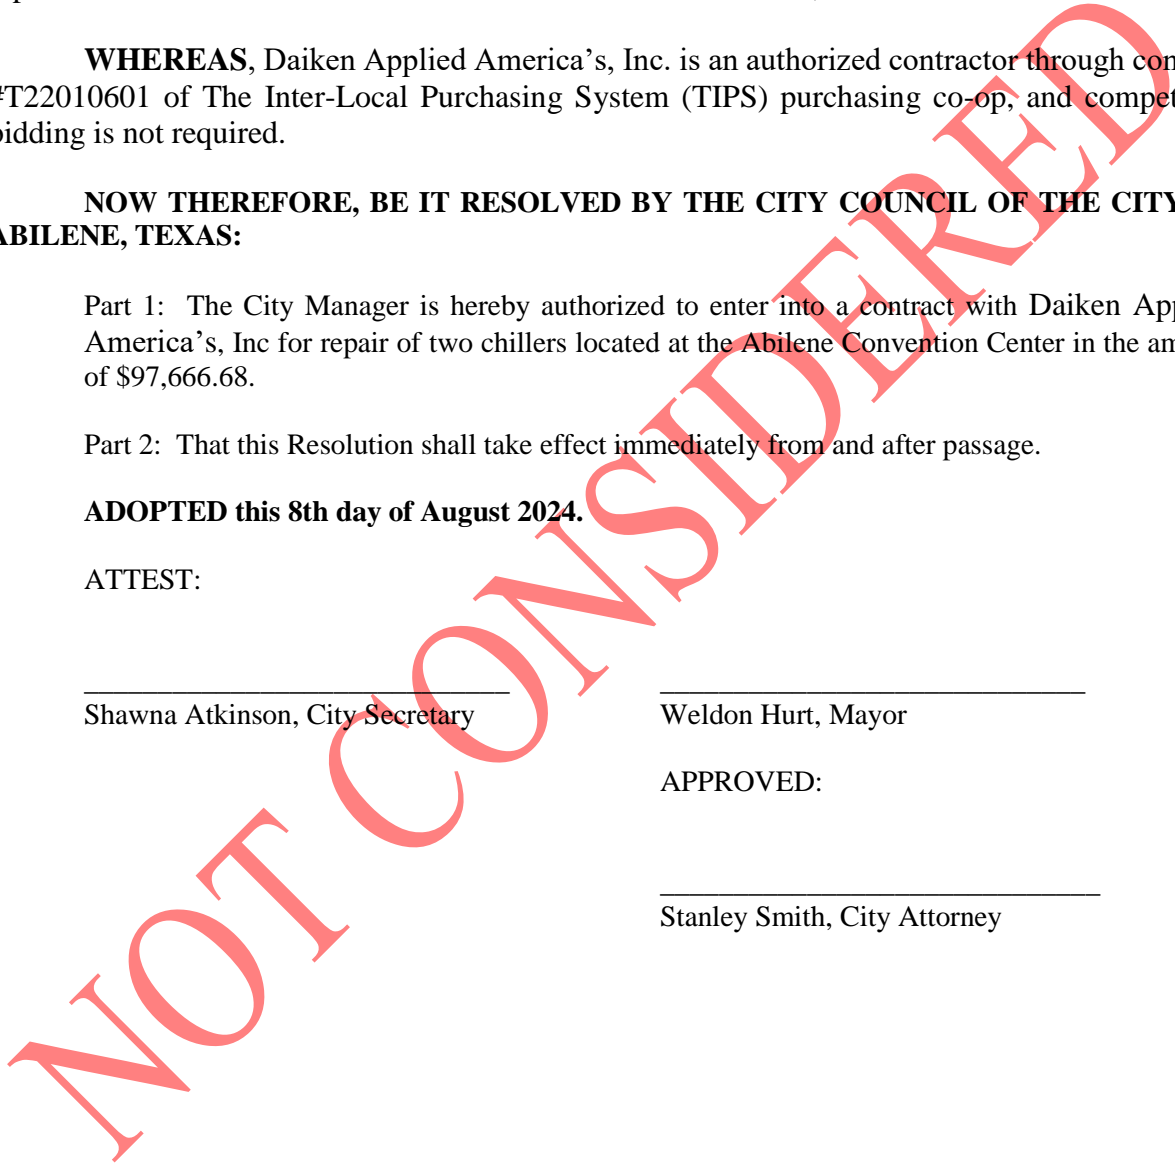 WHEREAS, Daiken Applied America’s, Inc. is an authorized contractor through con
#T22010601 of The Inter-Local Purchasing System (TIPS) purchasing co-op, and compet
bidding is not required.
NOW THEREFORE, BE IT RESOLVED BY THE CITY COUNCIL OF THE CITY
ABILENE, TEXAS:
Part 1: The City Manager is hereby authorized to enter into a contract with Daiken App
America’s, Inc for repair of two chillers located at the Abilene Convention Center in the am
of $97,666.68.
Part 2: That this Resolution shall take effect immediately from and after passage.
ADOPTED this 8th day of August 2024.
ATTEST:
Shawna Atkinson, City Secretary
Weldon Hurt, Mayor
APPROVED:
Stanley Smith, City Attorney
NOT CONSIDERED